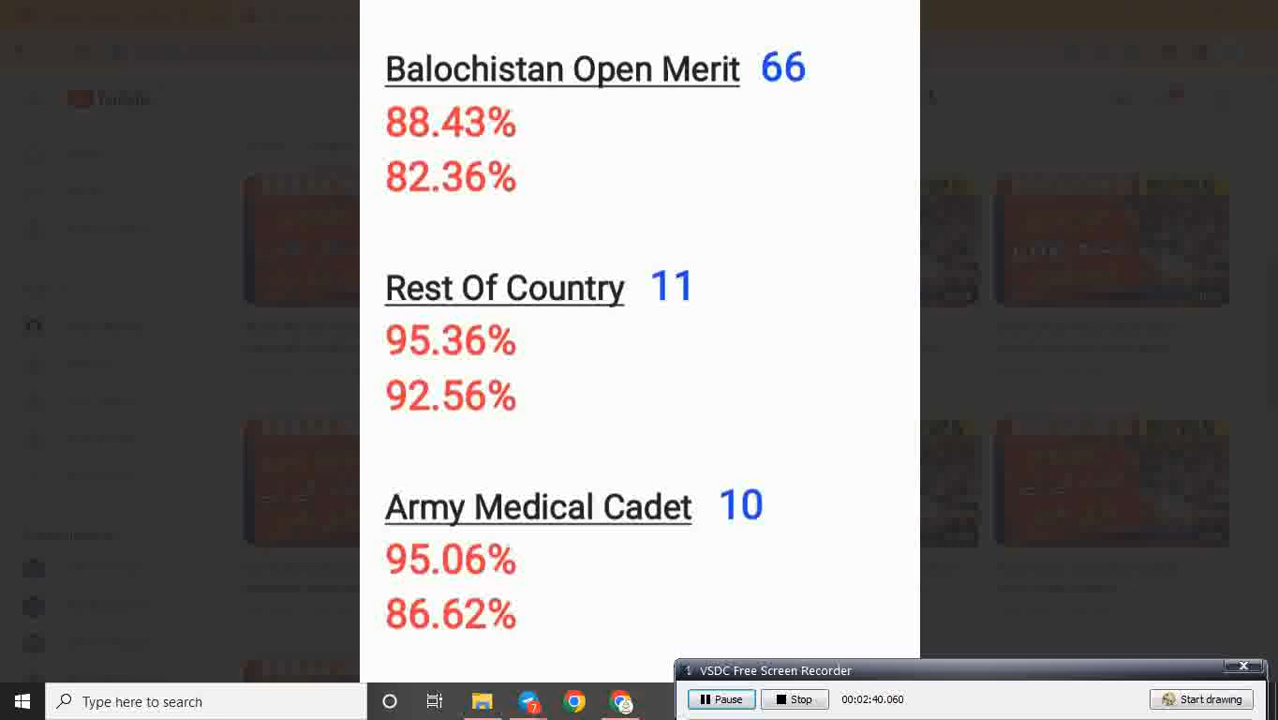 Balochistan Open Merit 66
88.43%
82.36%
Rest Of Country 11
95.36%
92.56%
Army Medical Cadet 10
95.06%
86.62%
VSDC Free Screen Recorder
Pause Stop 00:02:40.060 Start drawing
Type here to search
7